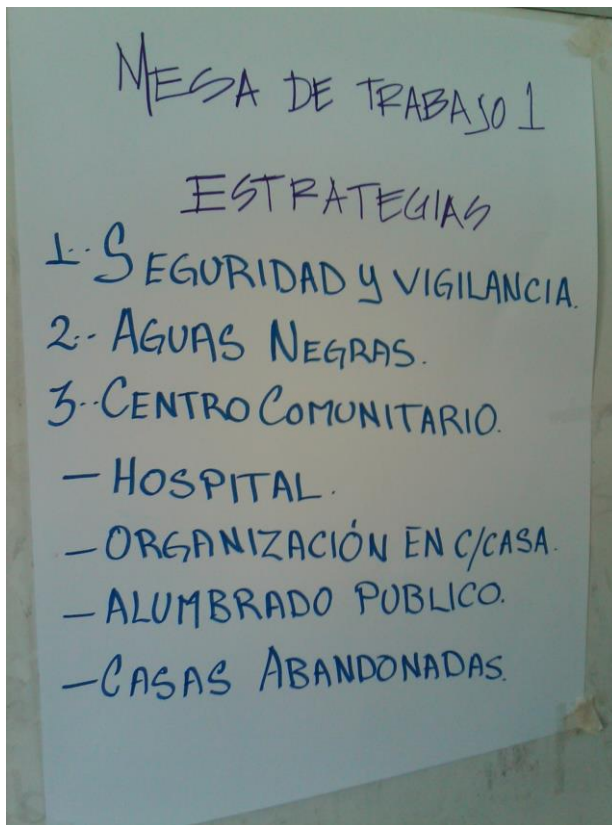 MESA DE TRABAJO 1
ESTRATEGIAS
1.- SEGURIDAD Y VIGILANCIA.
2.- AGUAS NEGRAS.
3.- CENTRO COMUNITARIO.
- HOSPITAL.
- ORGANIZACIÓN EN C/CASA.
- ALUMBRADO PUBLICO.
- CASAS ABANDONADAS.